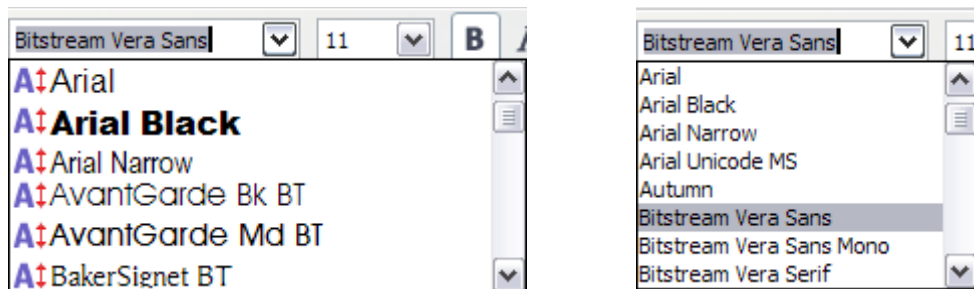 Bitstream Vera Sans 11 B
Arial
Arial Black
Arial Narrow
AvantGarde Bk BT
AvantGarde Md BT
BakerSignet BT
Bitstream Vera Sans 11
Arial
Arial Black
Arial Narrow
Arial Unicode MS
Autumn
Bitstream Vera Sans
Bitstream Vera Sans Mono
Bitstream Vera Serif